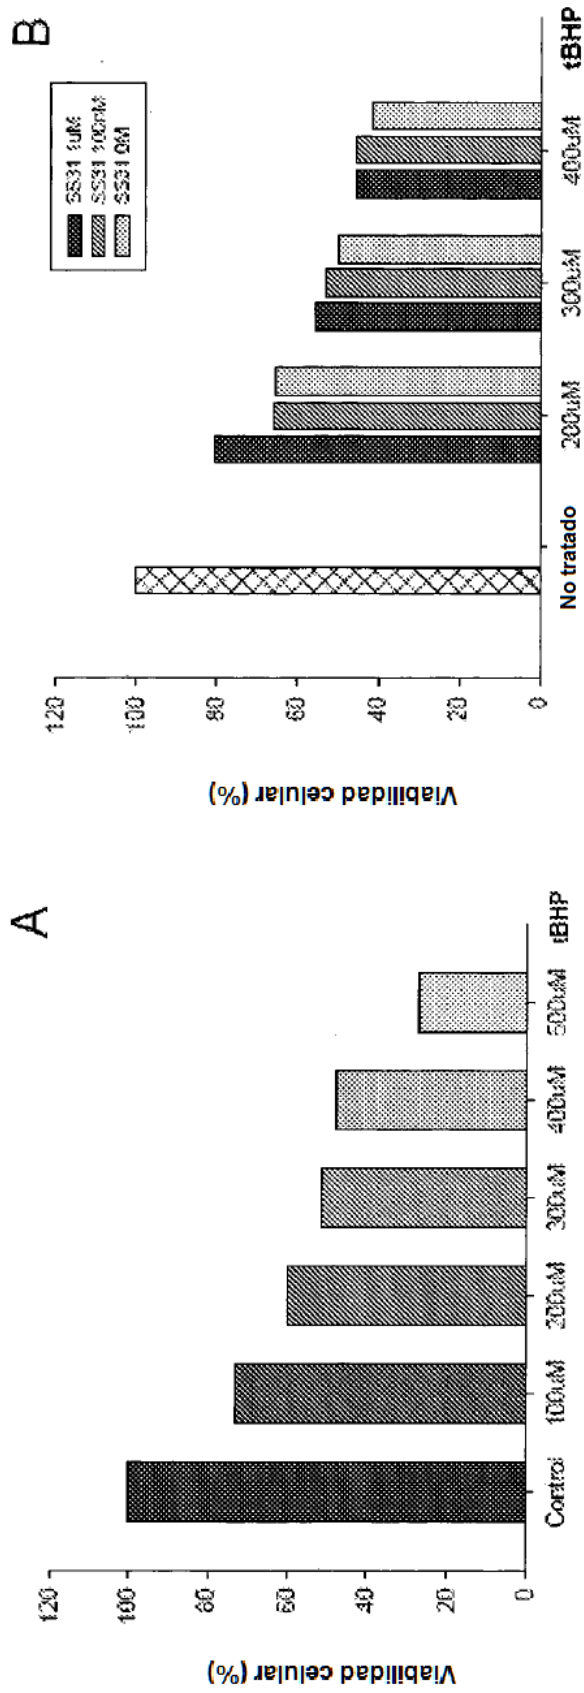 A
Viabilidad celular (%)
120
100
80
60
40
20
0
Control
100uM
200uM
300uM
400uM
500uM
tBHP
B
Viabilidad celular (%)
120
100
80
60
40
20
0
No tratado
200uM
300uM
400uM
tBHP
SS31 1uM
SS31 100nM
SS31 0M